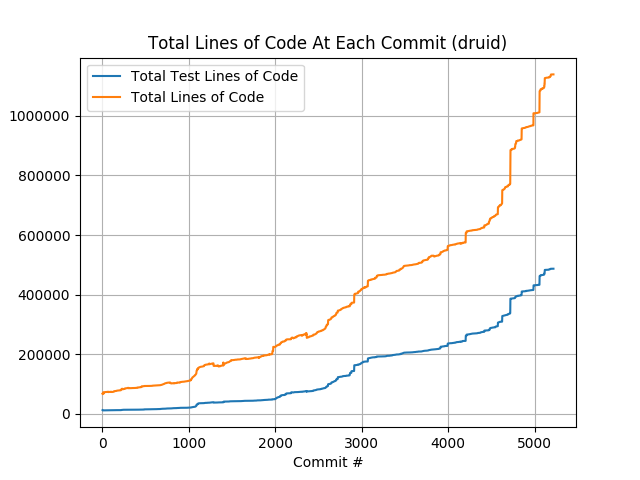 Total Lines of Code At Each Commit (druid)
Total Test Lines of Code
Total Lines of Code
1000000
800000
600000
400000
200000
0
0 1000 2000 3000 4000 5000
Commit #